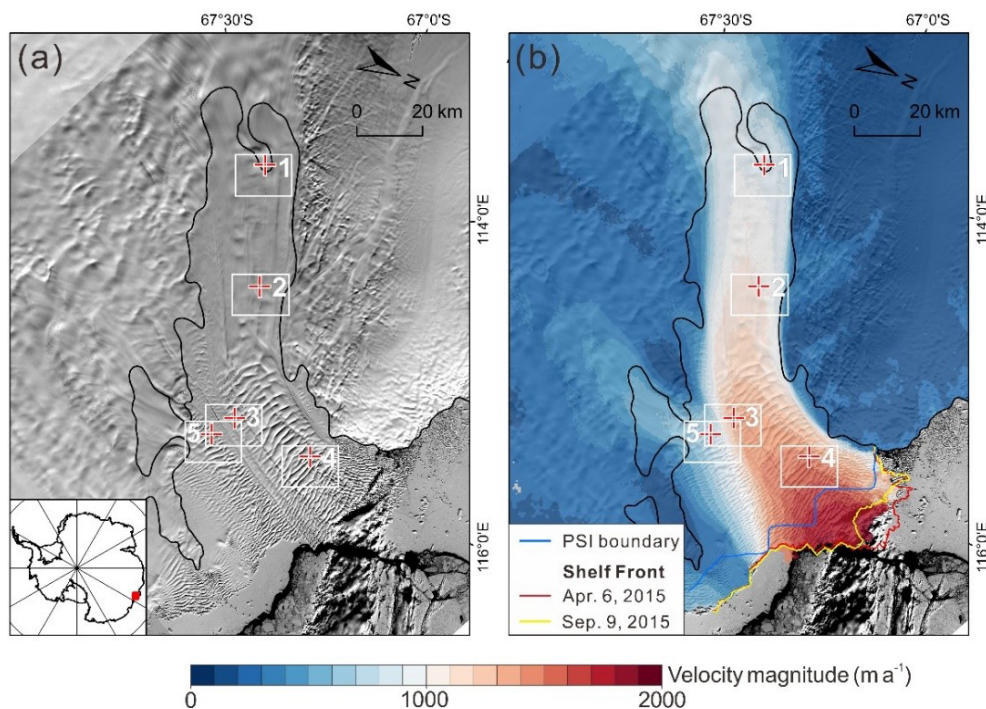 67°30'S
67°0'S
67°30'S
67°0'S
(a)
N
0 20 km
1
2
3
5
4
(b)
N
0 20 km
1
2
3
5
4
114°0'E
116°0'E
114°0'E
116°0'E
PSI boundary
Shelf Front
Apr. 6, 2015
Sep. 9, 2015
0 1000 2000
Velocity magnitude (m a⁻¹)